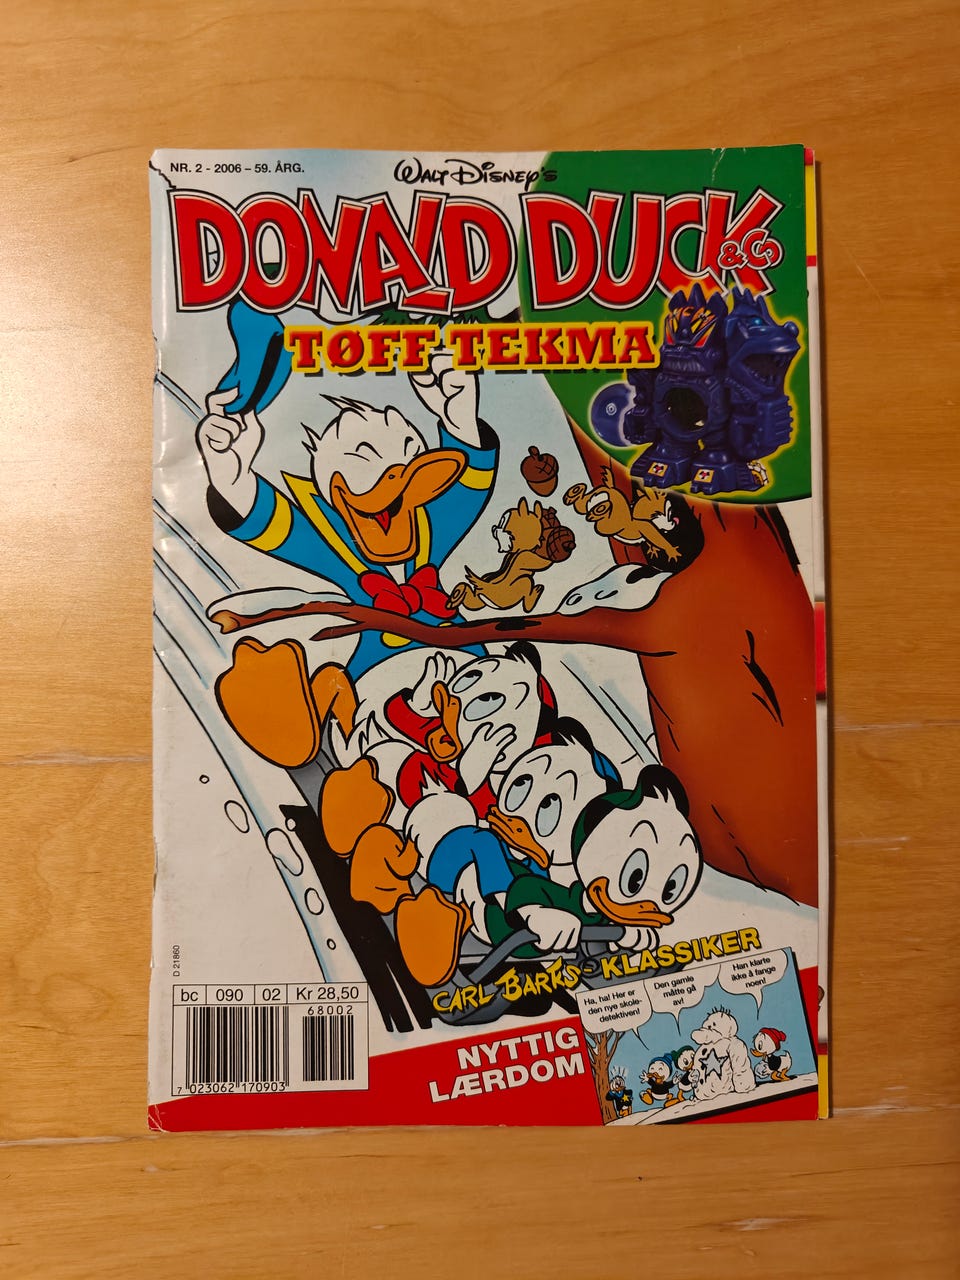 NR. 2 - 2006 – 59. ÅRG.
WALT DISNEY'S
DONALD DUCK
& Co
TØFF TEKMA
D 21860
bc 090 02 Kr 28,50
68002
7 023062 170903
CARL BARKS-KLASSIKER
NYTTIG
LÆRDOM
Ha, ha! Her er
den nye skole-
detektiven!
Den gamle
måtte gå
av!
Han klarte
ikke å fange
noen!